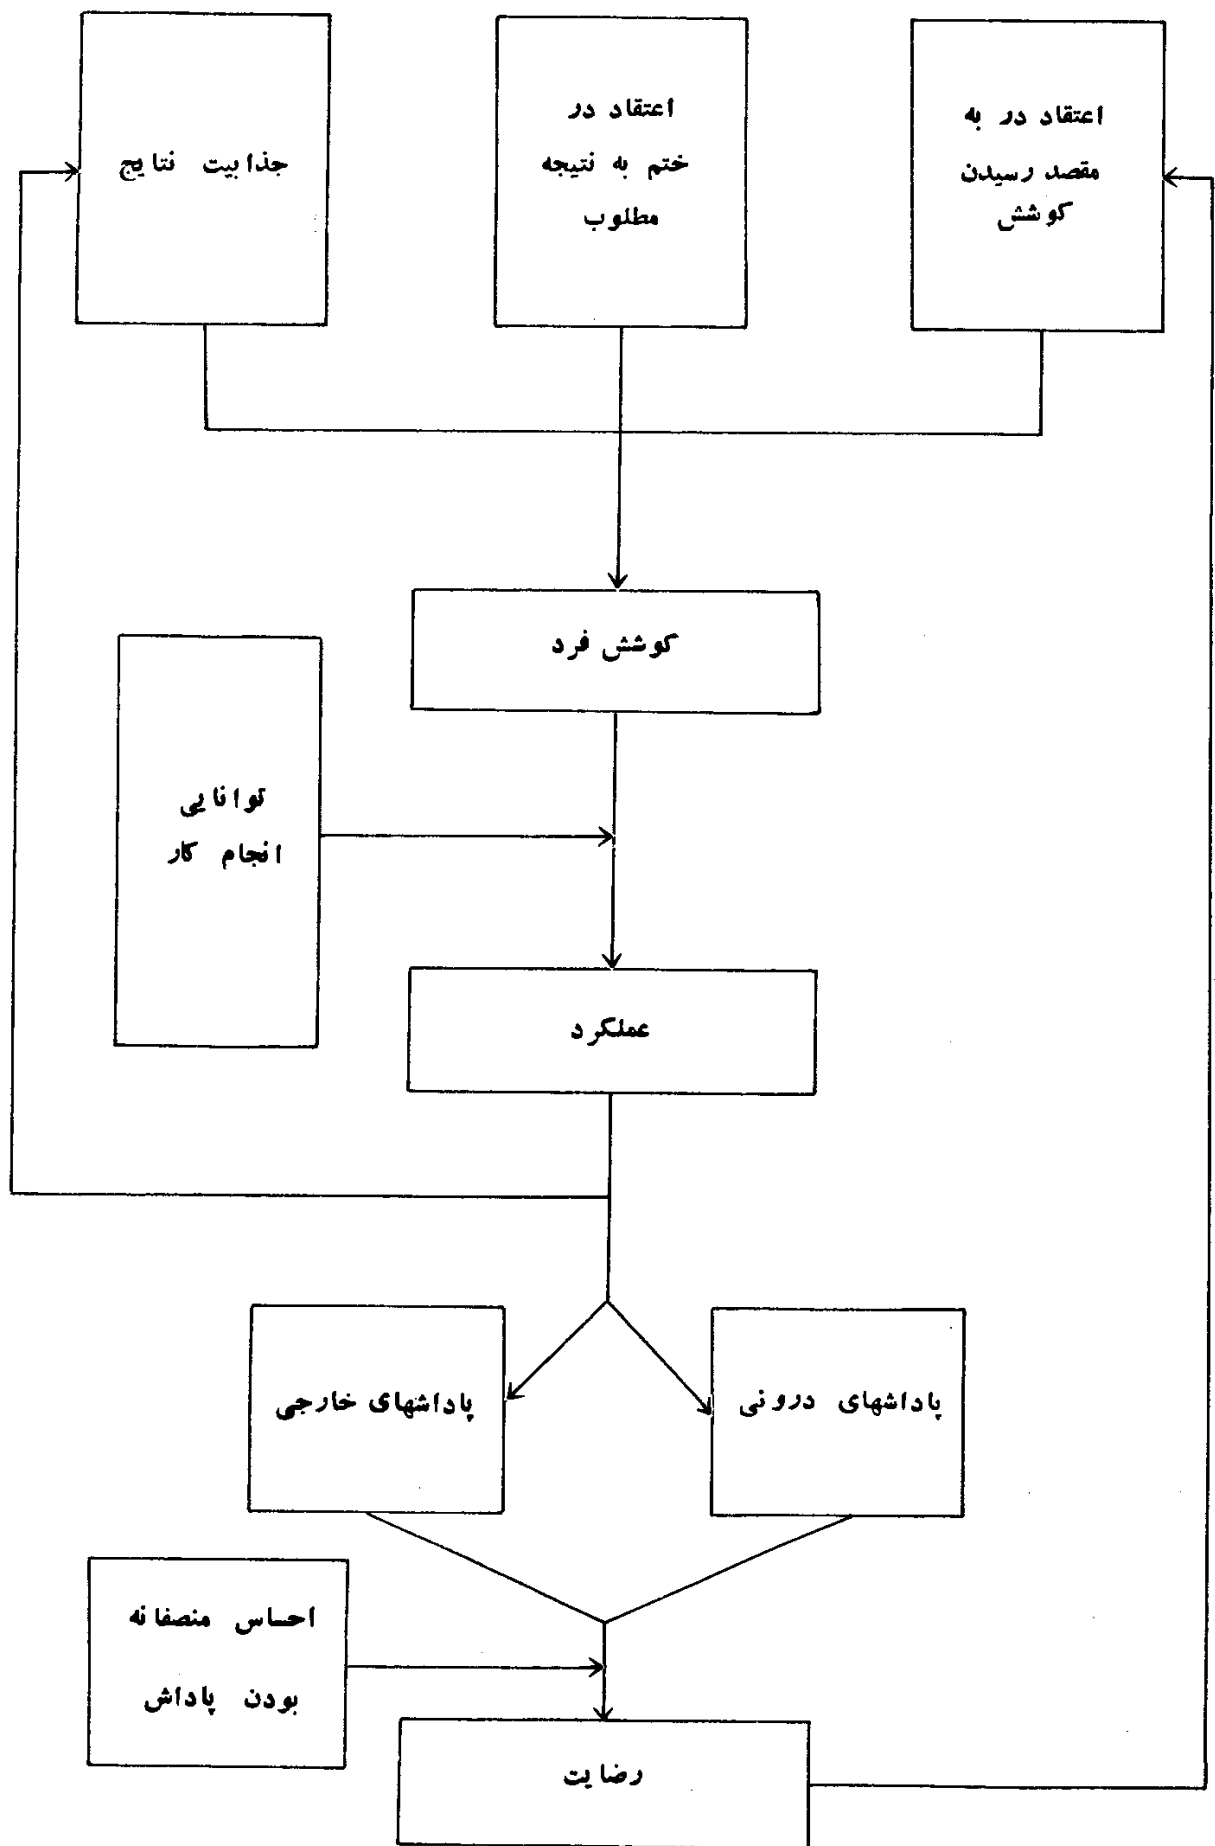 اعتقاد در به
مقصد رسیدن
کوشش
اعتقاد در
ختم به نتیجه
مطلوب
جذابیت نتایج
کوشش فرد
توانایی
انجام کار
عملکرد
پاداشهای درونی
پاداشهای خارجی
احساس منصفانه
بودن پاداش
رضایت